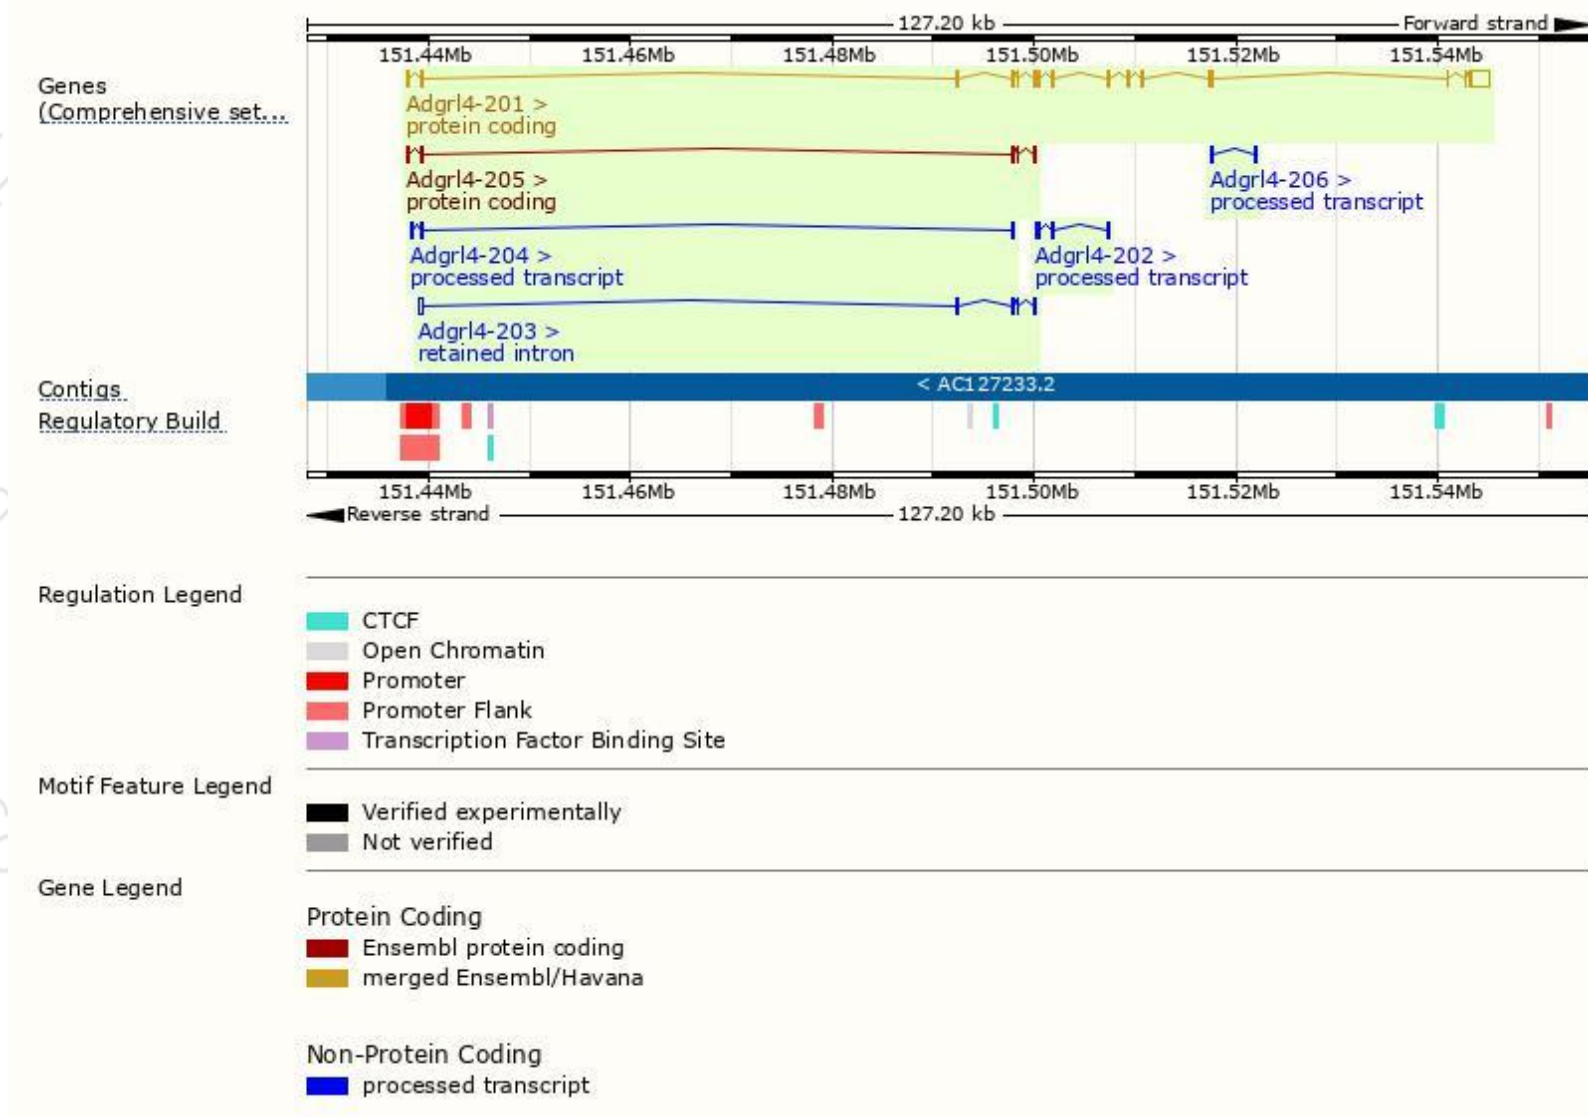 127.20 kb Forward strand
151.44Mb 151.46Mb 151.48Mb 151.50Mb 151.52Mb 151.54Mb
Genes
(Comprehensive set...
Adgrl4-201 >
protein coding
Adgrl4-205 >
protein coding
Adgrl4-206 >
processed transcript
Adgrl4-204 >
processed transcript
Adgrl4-202 >
processed transcript
Adgrl4-203 >
retained intron
Contigs
< AC127233.2
Regulatory Build
151.44Mb 151.46Mb 151.48Mb 151.50Mb 151.52Mb 151.54Mb
Reverse strand 127.20 kb
Regulation Legend
CTCF
Open Chromatin
Promoter
Promoter Flank
Transcription Factor Binding Site
Motif Feature Legend
Verified experimentally
Not verified
Gene Legend
Protein Coding
Ensembl protein coding
merged Ensembl/Havana
Non-Protein Coding
processed transcript